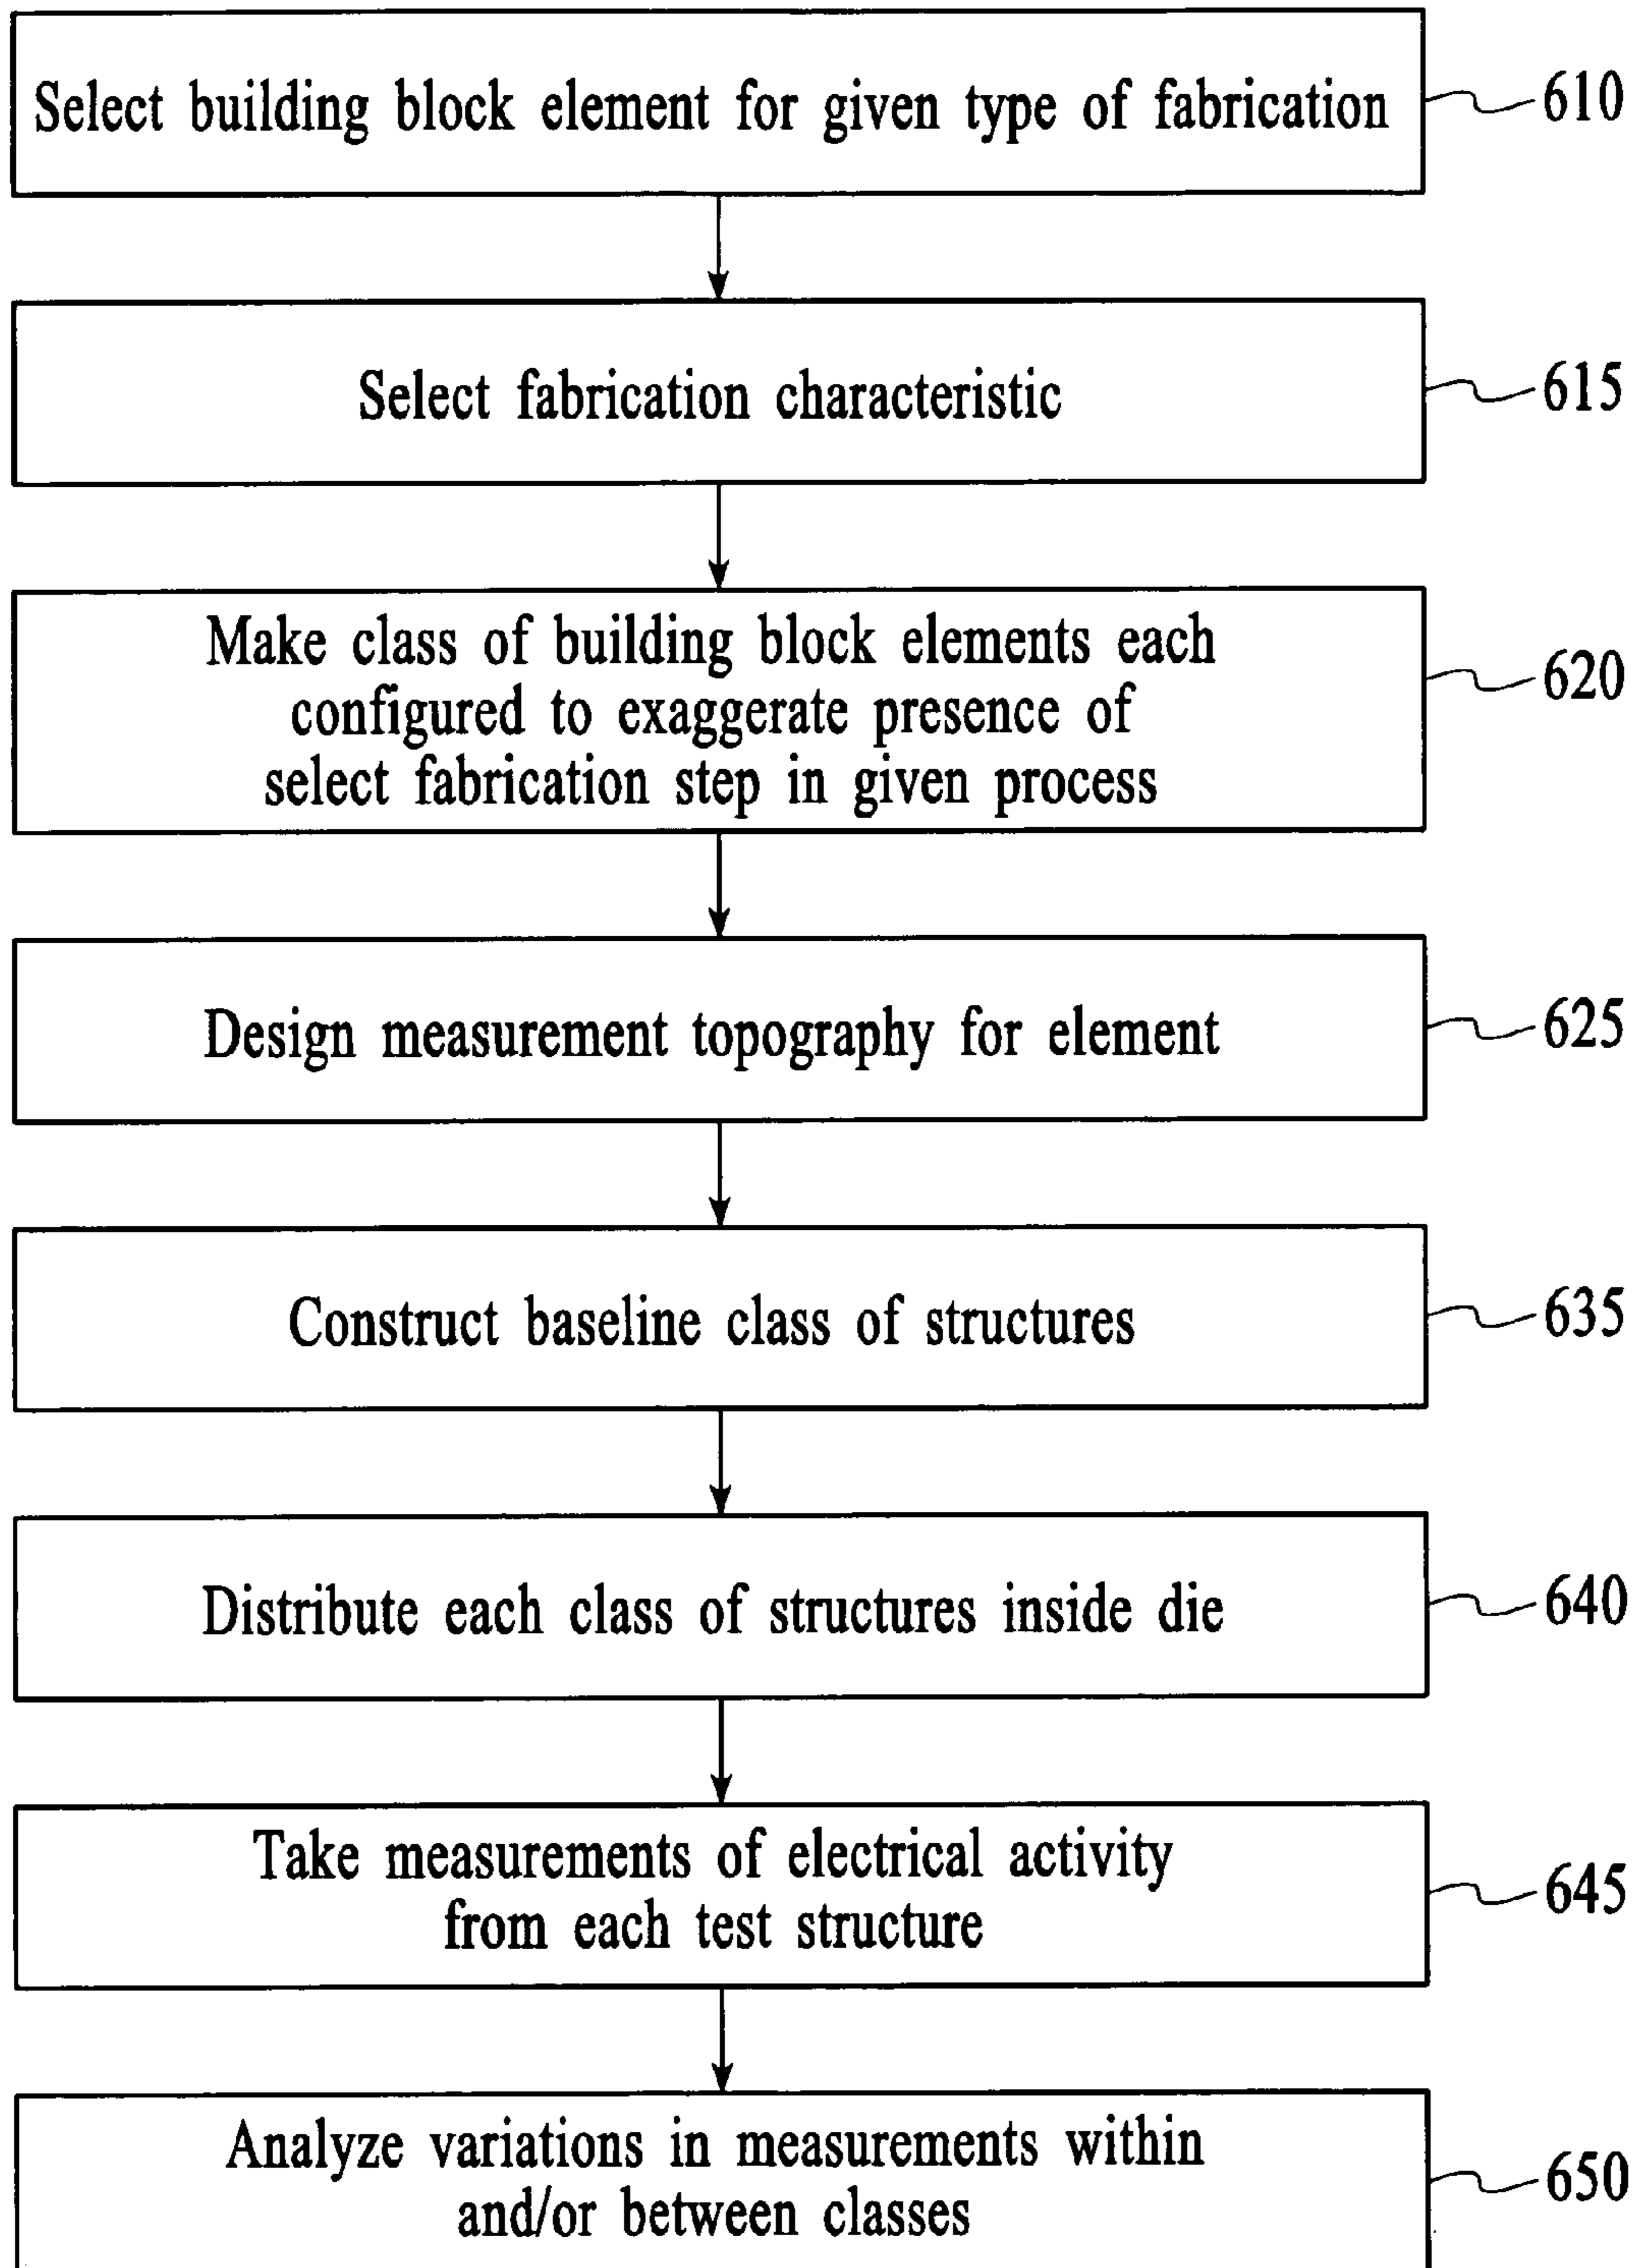 Select building block element for given type of fabrication
610
Select fabrication characteristic
615
Make class of building block elements each
configured to exaggerate presence of
select fabrication step in given process
620
Design measurement topography for element
625
Construct baseline class of structures
635
Distribute each class of structures inside die
640
Take measurements of electrical activity
from each test structure
645
Analyze variations in measurements within
and/or between classes
650